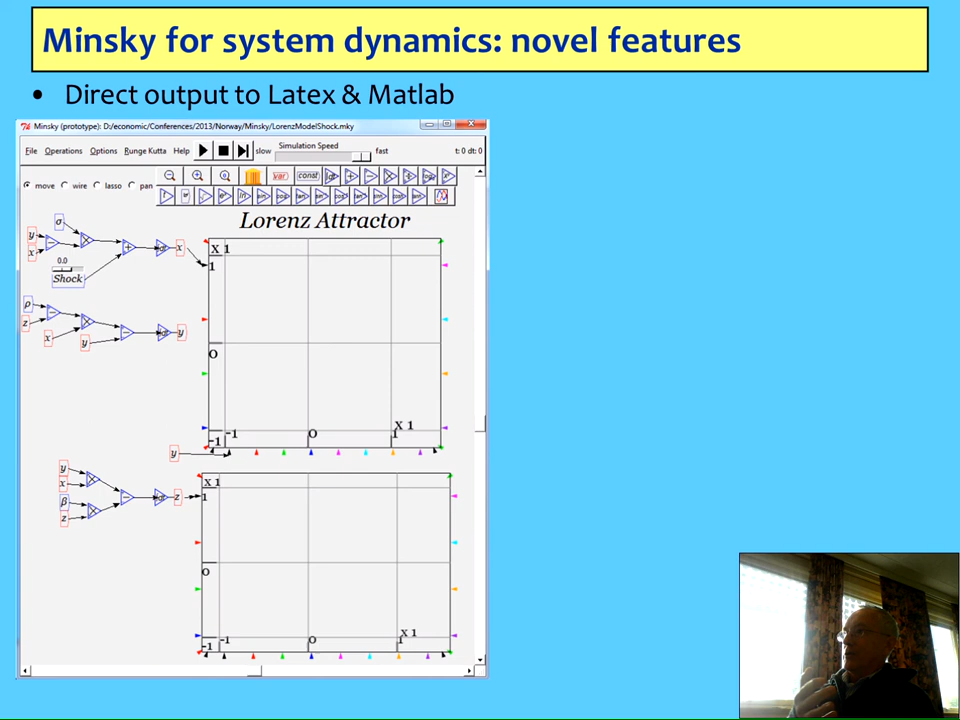 Minsky for system dynamics: novel features
• Direct output to Latex & Matlab
Minsky (prototype): D:/economic/Conferences/2013/Norway/Minsky/LorenzModelShock.mky
File Operations Options Runge Kutta Help slow Simulation Speed fast t: 0 dt: 0
move wire lasso pan
var const
Lorenz Attractor
σ
y
x
x
0.0
Shock
X 1
1
0
-1
-1 0 1
X 1
ρ
z
x
y
y
y
y
x
β
z
z
X 1
1
0
-1
-1 0 1
X 1